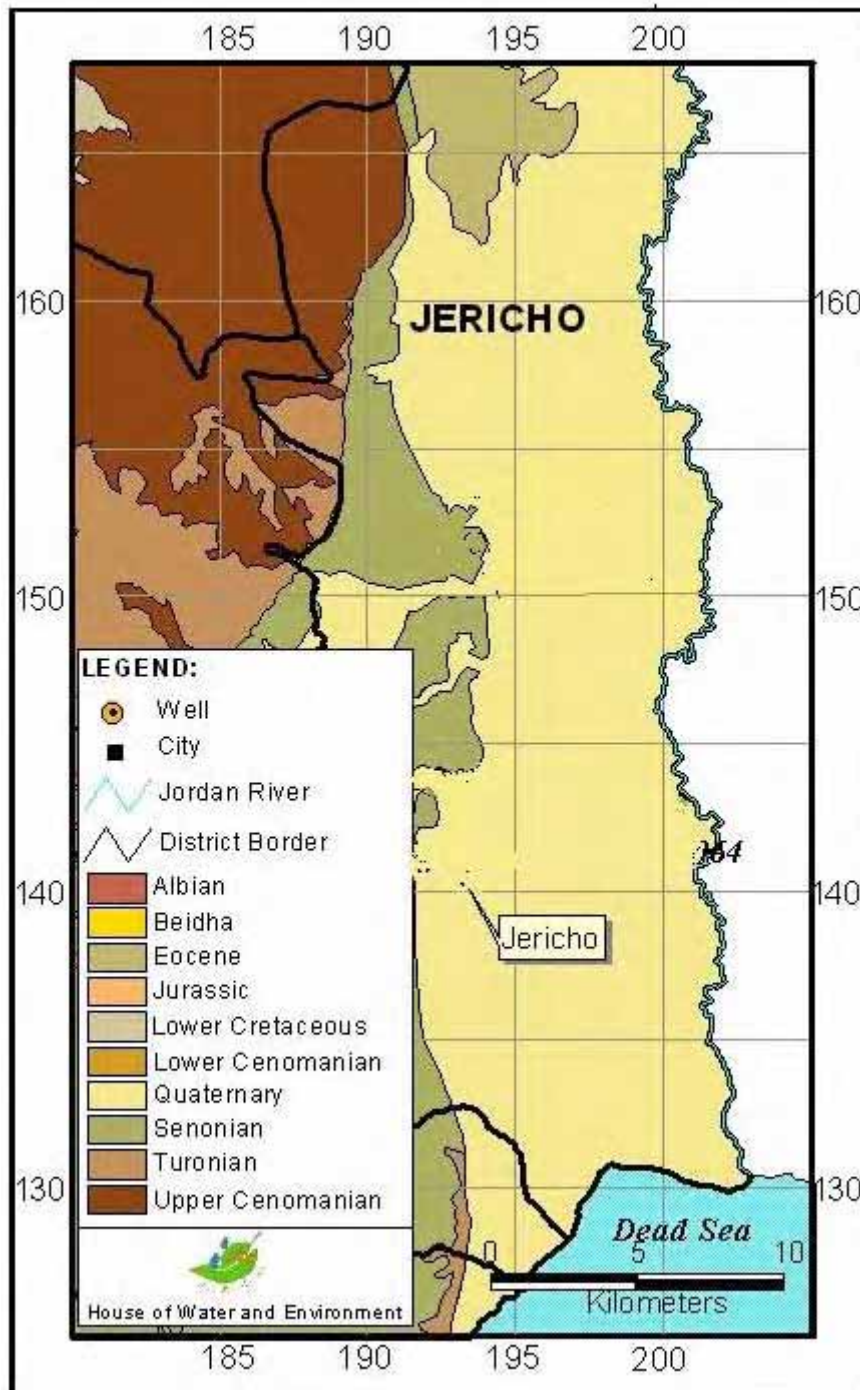 185 190 195 200
160 160
JERICHO
150 150
LEGEND:
Well
City
Jordan River
District Border
Albian
Beidha
Eocene
Jurassic
Lower Cretaceous
Lower Cenomanian
Quaternary
Senonian
Turonian
Upper Cenomanian
House of Water and Environment
140 140
Jericho
130 130
Dead Sea
0 5 10
Kilometers
185 190 195 200